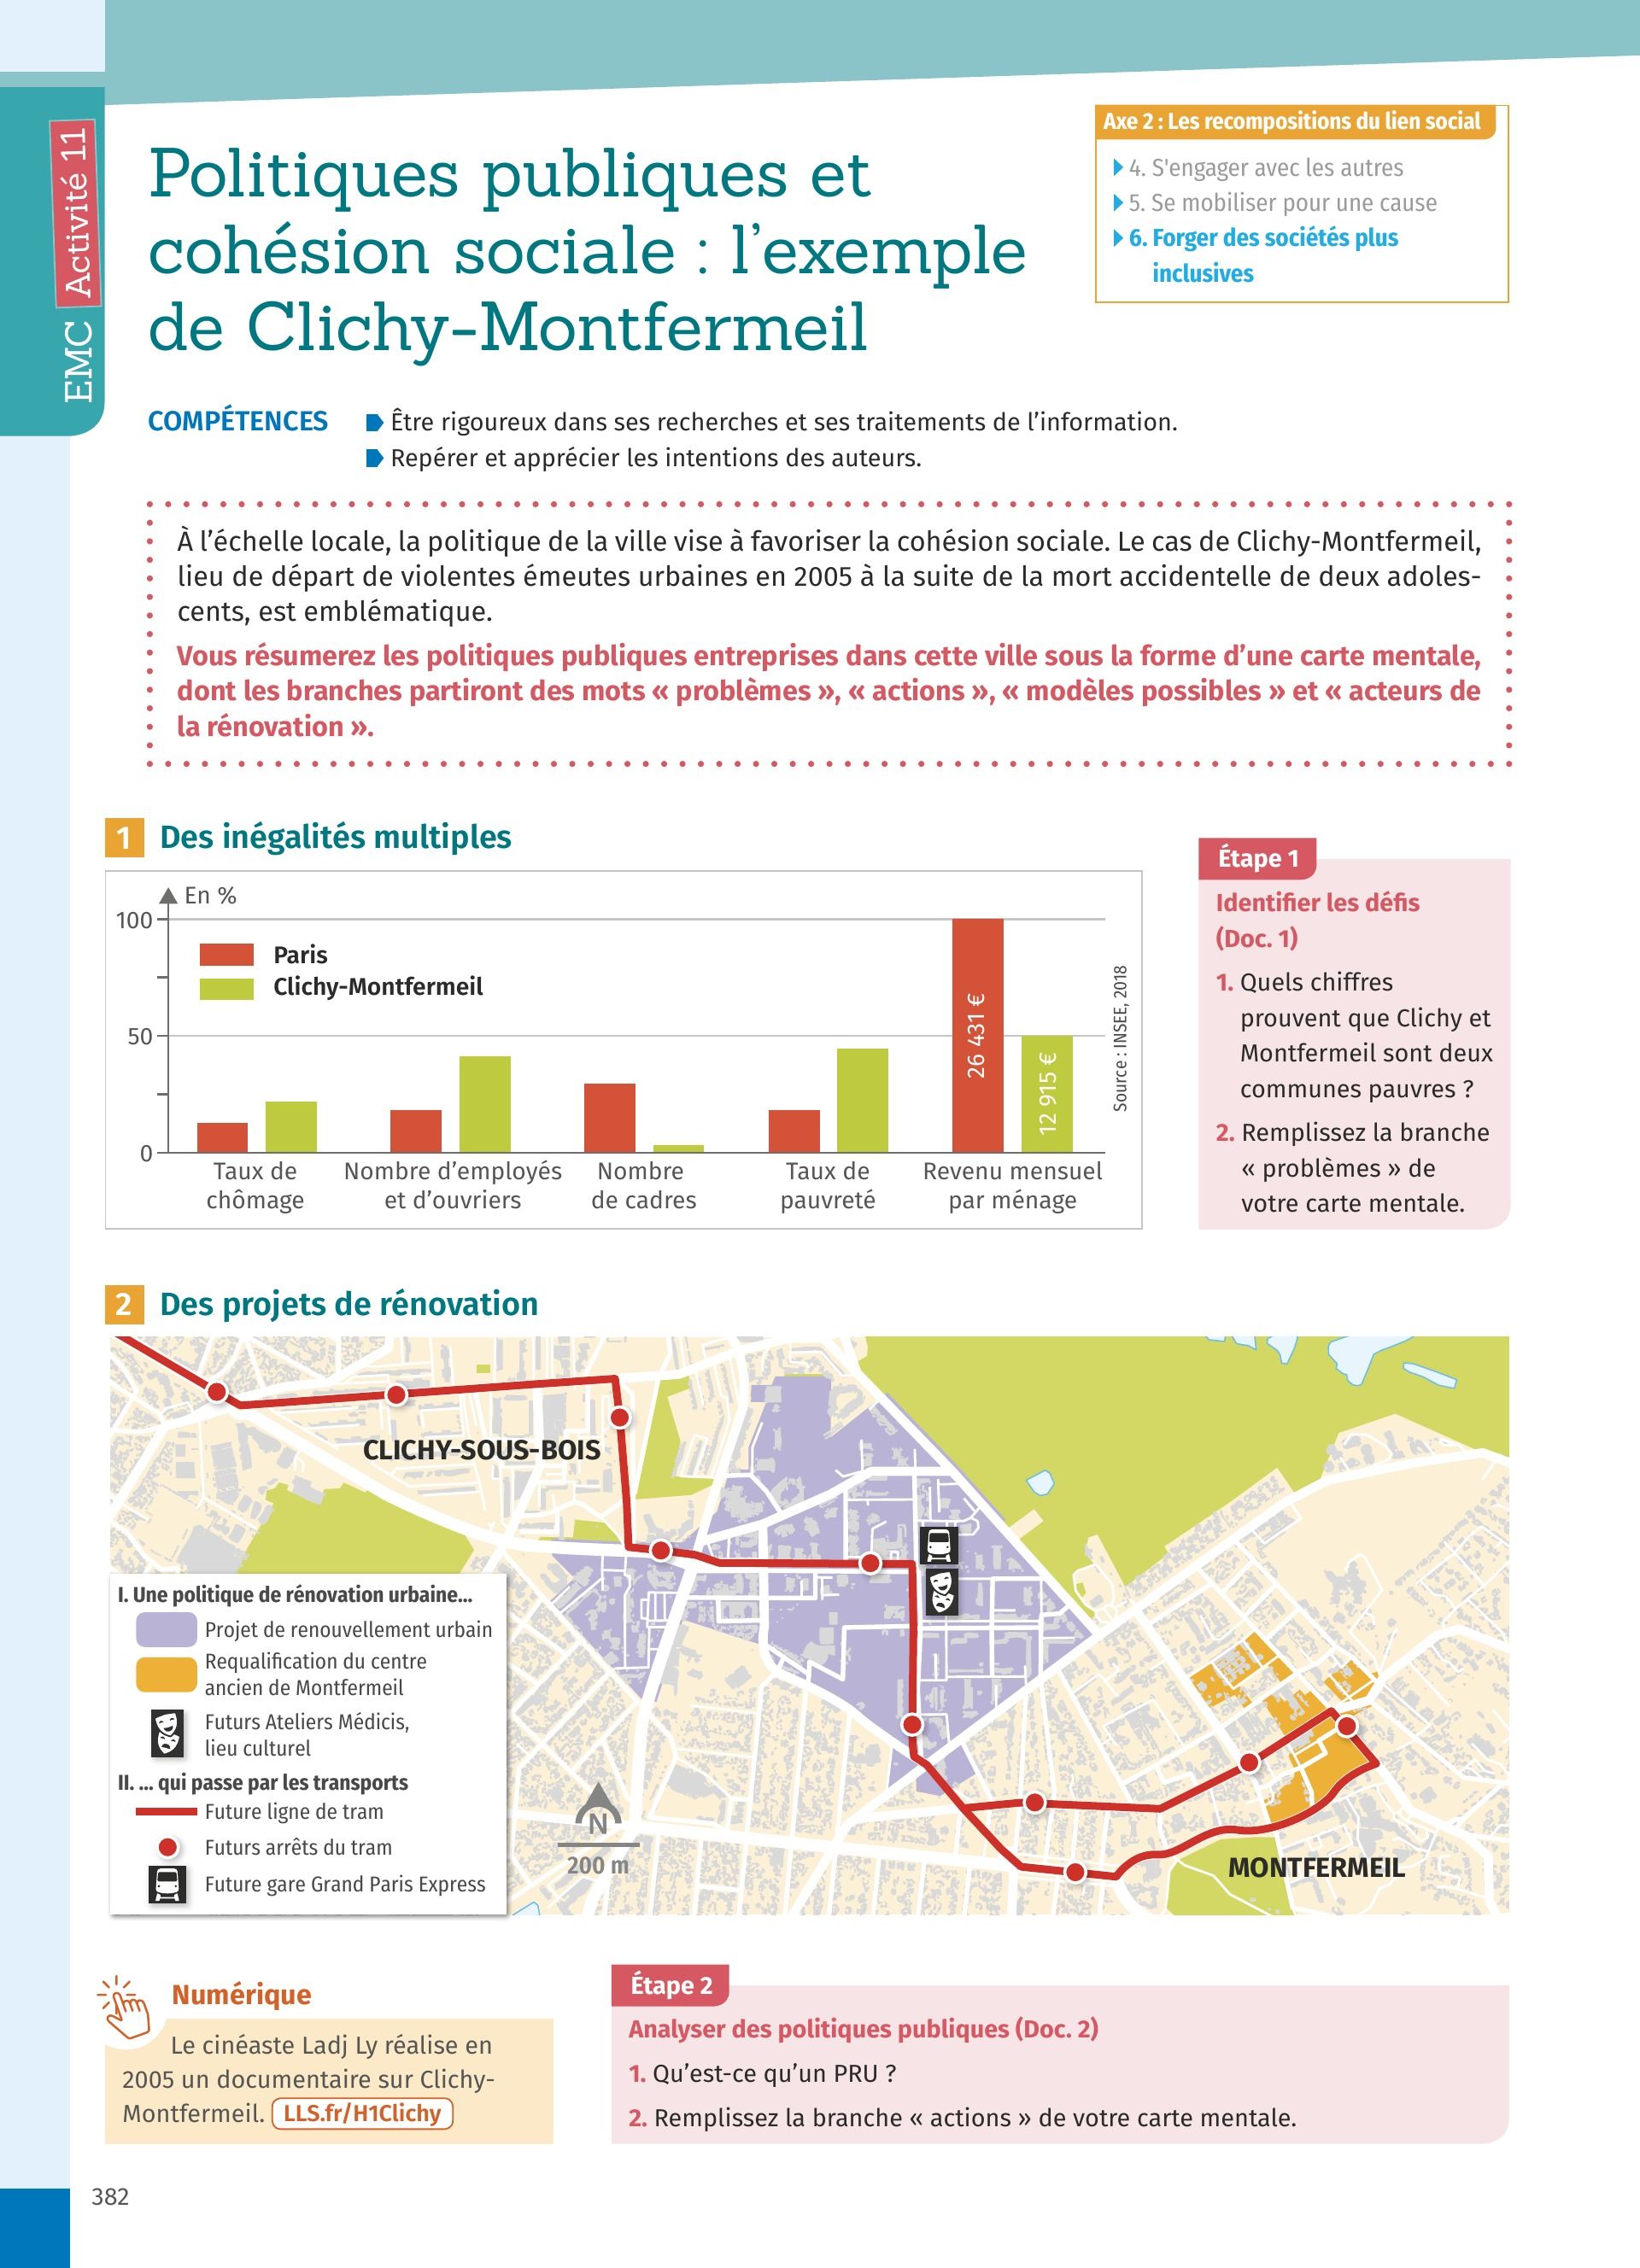 EMC Activité 11
Politiques publiques et
cohésion sociale : l'exemple
de Clichy-Montfermeil
Axe 2 : Les recompositions du lien social
4. S'engager avec les autres
5. Se mobiliser pour une cause
6. Forger des sociétés plus
inclusives
COMPÉTENCES
Être rigoureux dans ses recherches et ses traitements de l'information.
Repérer et apprécier les intentions des auteurs.
À l'échelle locale, la politique de la ville vise à favoriser la cohésion sociale. Le cas de Clichy-Montfermeil,
lieu de départ de violentes émeutes urbaines en 2005 à la suite de la mort accidentelle de deux adoles-
cents, est emblématique.
Vous résumerez les politiques publiques entreprises dans cette ville sous la forme d'une carte mentale,
dont les branches partiront des mots « problèmes », « actions », « modèles possibles » et « acteurs de
la rénovation ».
1 Des inégalités multiples
En %
100
50
0
Paris
Clichy-Montfermeil
26 431 €
12 915 €
Taux de
chômage
Nombre d'employés
et d'ouvriers
Nombre
de cadres
Taux de
pauvreté
Revenu mensuel
par ménage
Source : INSEE, 2018
Étape 1
Identifier les défis
(Doc. 1)
1. Quels chiffres
prouvent que Clichy et
Montfermeil sont deux
communes pauvres ?
2. Remplissez la branche
« problèmes » de
votre carte mentale.
2 Des projets de rénovation
CLICHY-SOUS-BOIS
MONTFERMEIL
I. Une politique de rénovation urbaine...
Projet de renouvellement urbain
Requalification du centre
ancien de Montfermeil
Futurs Ateliers Médicis,
lieu culturel
II. ... qui passe par les transports
Future ligne de tram
Futurs arrêts du tram
Future gare Grand Paris Express
N
200 m
Numérique
Le cinéaste Ladj Ly réalise en
2005 un documentaire sur Clichy-
Montfermeil. LLS.fr/H1Clichy
Étape 2
Analyser des politiques publiques (Doc. 2)
1. Qu'est-ce qu'un PRU ?
2. Remplissez la branche « actions » de votre carte mentale.
382